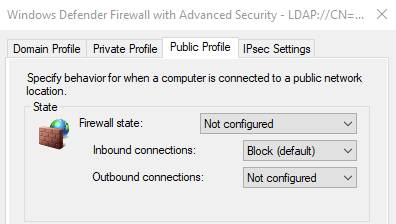 Windows Defender Firewall with Advanced Security - LDAP://CN=...
Domain Profile Private Profile Public Profile IPsec Settings
Specify behavior for when a computer is connected to a public network
location.
State
Firewall state: Not configured
Inbound connections: Block (default)
Outbound connections: Not configured